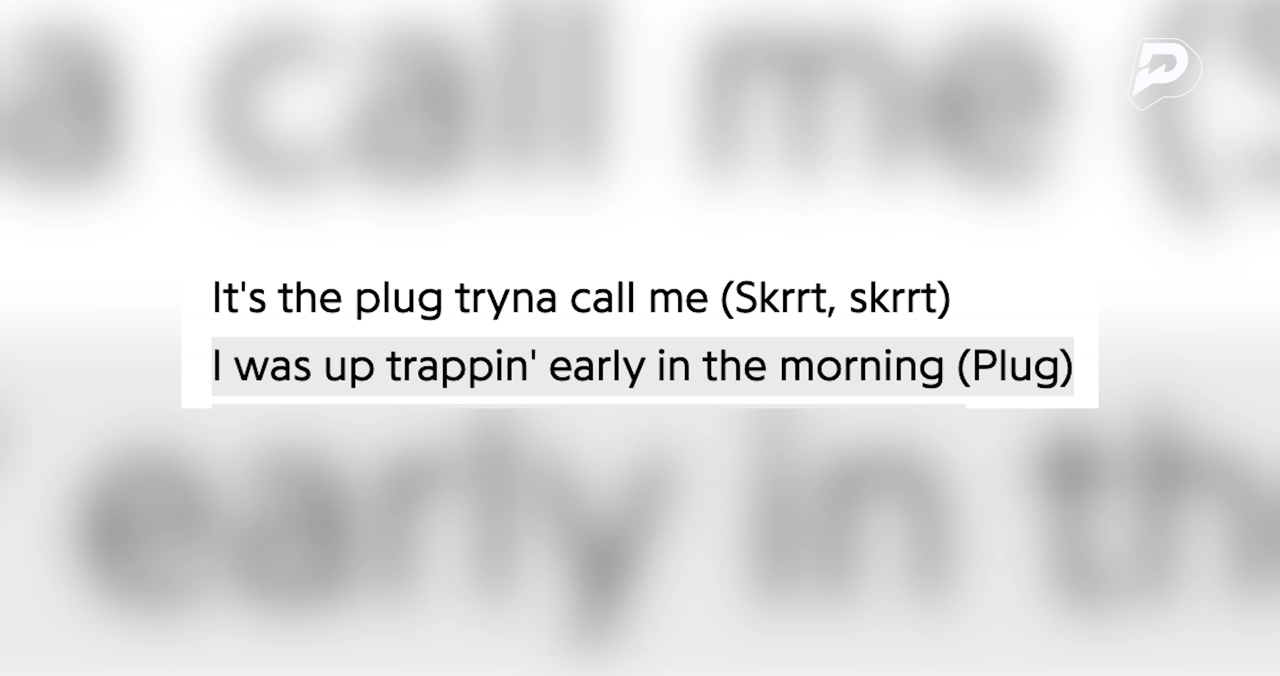 It's the plug tryna call me (Skrrt, skrrt)
I was up trappin' early in the morning (Plug)